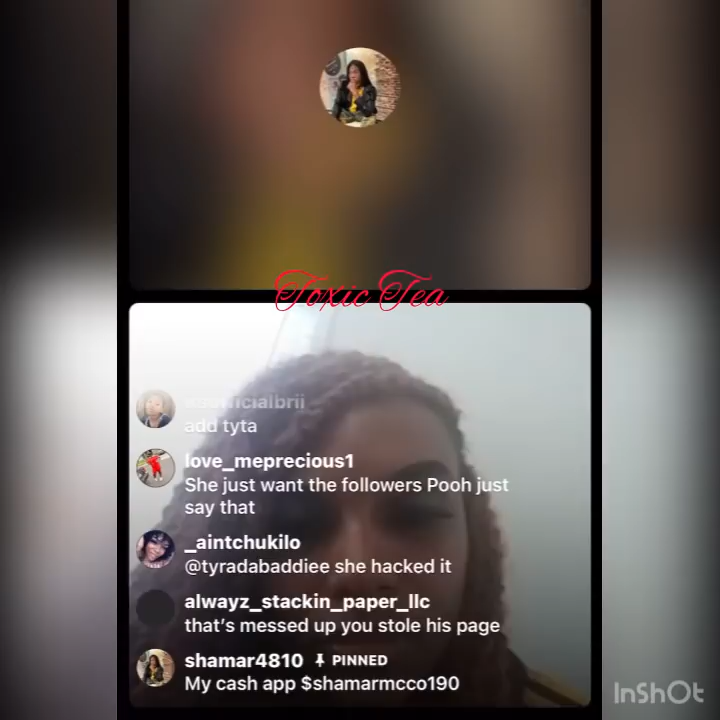 Toxic Tea
add tyta
love_meprecious1
She just want the followers Pooh just
say that
_aintchukilo
@tyradabaddiee she hacked it
alwayz_stackin_paper_llc
that's messed up you stole his page
shamar4810 PINNED
My cash app $shamarmcco190
InShOt